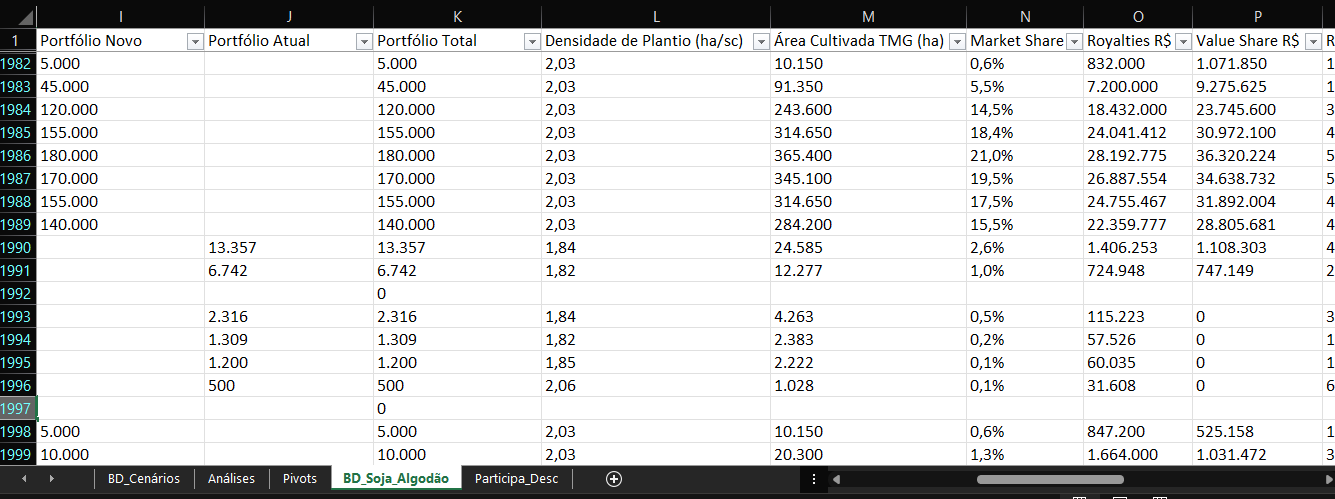 I J K L M N O P
1 Portfólio Novo Portfólio Atual Portfólio Total Densidade de Plantio (ha/sc) Área Cultivada TMG (ha) Market Share Royalties R$ Value Share R$ R
1982 5.000 5.000 2,03 10.150 0,6% 832.000 1.071.850 1
1983 45.000 45.000 2,03 91.350 5,5% 7.200.000 9.275.625 1
1984 120.000 120.000 2,03 243.600 14,5% 18.432.000 23.745.600 3
1985 155.000 155.000 2,03 314.650 18,4% 24.041.412 30.972.100 4
1986 180.000 180.000 2,03 365.400 21,0% 28.192.775 36.320.224 5
1987 170.000 170.000 2,03 345.100 19,5% 26.887.554 34.638.732 5
1988 155.000 155.000 2,03 314.650 17,5% 24.755.467 31.892.004 4
1989 140.000 140.000 2,03 284.200 15,5% 22.359.777 28.805.681 4
1990 13.357 13.357 1,84 24.585 2,6% 1.406.253 1.108.303 4
1991 6.742 6.742 1,82 12.277 1,0% 724.948 747.149 2
1992 0
1993 2.316 2.316 1,84 4.263 0,5% 115.223 0 3
1994 1.309 1.309 1,82 2.383 0,2% 57.526 0 1
1995 1.200 1.200 1,85 2.222 0,1% 60.035 0 1
1996 500 500 2,06 1.028 0,1% 31.608 0 6
1997 0
1998 5.000 5.000 2,03 10.150 0,6% 847.200 525.158 1
1999 10.000 10.000 2,03 20.300 1,3% 1.664.000 1.031.472 3
BD_Cenários Análises Pivots BD_Soja_Algodão Participa_Desc